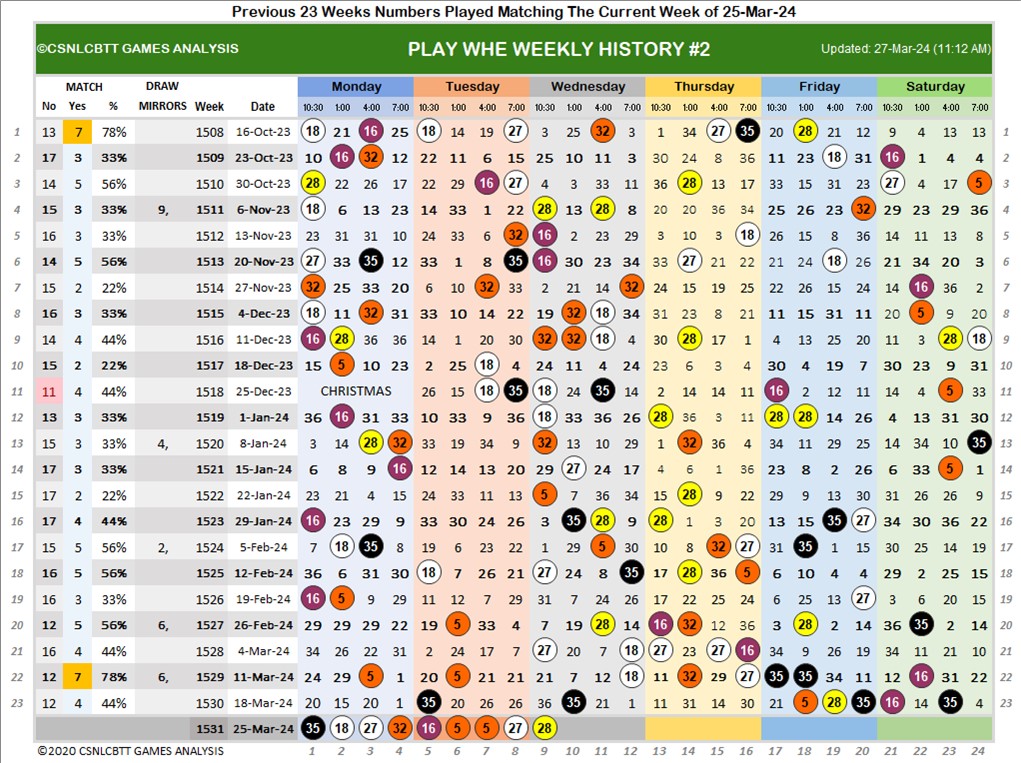 Previous 23 Weeks Numbers Played Matching The Current Week of 25-Mar-24
©CSNLCBTT GAMES ANALYSIS PLAY WHE WEEKLY HISTORY #2 Updated: 27-Mar-24 (11:12 AM)
MATCH DRAW Monday Tuesday Wednesday Thursday Friday Saturday
No Yes % MIRRORS Week Date 10:30 1:00 4:00 7:00 10:30 1:00 4:00 7:00 10:30 1:00 4:00 7:00 10:30 1:00 4:00 7:00 10:30 1:00 4:00 7:00 10:30 1:00 4:00 7:00
1 13 7 78% 1508 16-Oct-23 18 21 16 25 18 14 19 27 3 25 32 3 1 34 27 35 20 28 21 12 9 4 13 13 1
2 17 3 33% 1509 23-Oct-23 10 16 32 12 22 11 6 15 25 10 11 3 30 24 8 36 11 23 18 31 16 1 4 4 2
3 14 5 56% 1510 30-Oct-23 28 22 26 17 22 29 16 27 4 3 33 11 36 28 13 17 33 15 31 23 27 4 17 5 3
4 15 3 33% 9, 1511 6-Nov-23 18 6 13 23 14 33 1 22 28 13 28 8 20 20 36 34 25 26 23 32 29 23 29 36 4
5 16 3 33% 1512 13-Nov-23 23 31 31 10 24 33 6 32 16 2 23 29 3 10 3 18 26 15 8 36 14 11 13 2 5
6 14 5 56% 1513 20-Nov-23 27 33 35 12 33 1 8 35 16 30 23 34 33 27 21 22 21 24 18 26 21 34 20 3 6
7 15 2 22% 1514 27-Nov-23 32 25 33 20 6 10 32 33 2 21 14 32 24 15 19 25 22 26 15 24 14 16 36 2 7
8 16 3 33% 1515 4-Dec-23 18 11 32 31 33 10 14 22 19 32 18 34 31 23 8 21 11 15 31 11 20 5 9 20 8
9 14 4 44% 1516 11-Dec-23 16 28 36 36 14 1 20 30 32 32 18 4 30 28 17 1 4 13 25 20 11 3 28 18 9
10 15 2 22% 1517 18-Dec-23 15 5 10 23 2 25 18 4 24 11 4 24 23 6 3 4 30 4 19 7 30 23 9 31 10
11 11 4 44% 1518 25-Dec-23 CHRISTMAS 26 15 18 35 18 24 35 14 2 14 14 11 16 2 12 11 14 4 5 33 11
12 13 3 33% 1519 1-Jan-24 36 16 31 33 10 33 9 36 18 33 36 26 28 36 3 11 28 28 14 26 4 13 31 30 12
13 15 3 33% 4, 1520 8-Jan-24 3 14 28 32 33 19 34 9 32 13 10 29 1 32 36 4 34 11 29 25 14 34 10 35 13
14 17 3 33% 1521 15-Jan-24 6 8 9 16 12 14 13 20 29 27 24 17 4 6 1 36 23 8 2 26 6 33 5 1 14
15 17 2 22% 1522 22-Jan-24 23 21 4 15 24 33 11 13 5 7 36 34 15 28 9 22 29 9 13 30 31 26 26 9 15
16 17 4 44% 1523 29-Jan-24 16 23 29 9 33 30 24 26 3 35 28 9 28 1 3 20 13 15 35 27 34 30 36 22 16
17 15 5 56% 2, 1524 5-Feb-24 7 18 35 8 19 6 23 22 1 29 5 30 10 8 32 27 31 35 1 15 30 25 14 19 17
18 16 5 56% 1525 12-Feb-24 36 6 31 30 18 7 26 21 27 24 8 35 17 28 36 5 6 10 4 4 29 2 25 15 18
19 16 3 33% 1526 19-Feb-24 16 5 9 29 11 12 7 29 31 7 24 26 17 22 25 24 6 25 13 27 3 6 20 15 19
20 12 5 56% 6, 1527 26-Feb-24 29 29 29 22 19 5 33 4 7 19 28 14 16 32 12 36 3 28 2 14 36 35 2 14 20
21 16 4 44% 1528 4-Mar-24 34 26 22 31 2 24 17 7 27 20 7 18 27 23 27 16 34 9 26 19 34 11 21 10 21
22 12 7 78% 6, 1529 11-Mar-24 24 29 5 1 20 5 21 21 21 7 12 18 11 32 29 27 35 35 34 11 12 16 31 22 22
23 12 4 44% 1530 18-Mar-24 20 15 20 1 35 20 26 26 36 35 21 1 11 31 14 30 21 5 28 35 16 14 35 4 23
1531 25-Mar-24 35 18 27 32 16 5 5 27 28
©2020 CSNLCBTT GAMES ANALYSIS 1 2 3 4 5 6 7 8 9 10 11 12 13 14 15 16 17 18 19 20 21 22 23 24